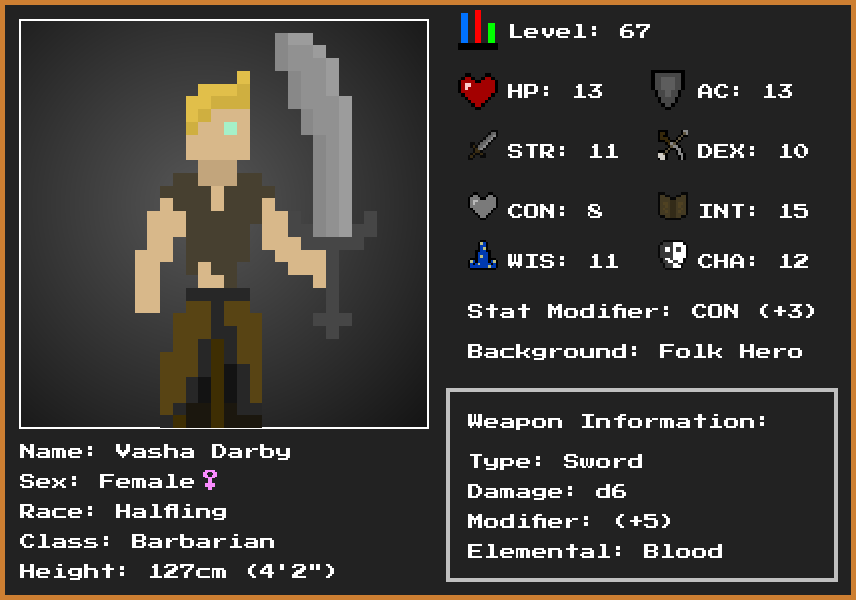 Level: 67
HP: 13
AC: 13
STR: 11
DEX: 10
CON: 8
INT: 15
WIS: 11
CHA: 12
Stat Modifier: CON (+3)
Background: Folk Hero
Name: Vasha Darby
Sex: Female♀
Race: Halfling
Class: Barbarian
Height: 127cm (4'2")
Weapon Information:
Type: Sword
Damage: d6
Modifier: (+5)
Elemental: Blood